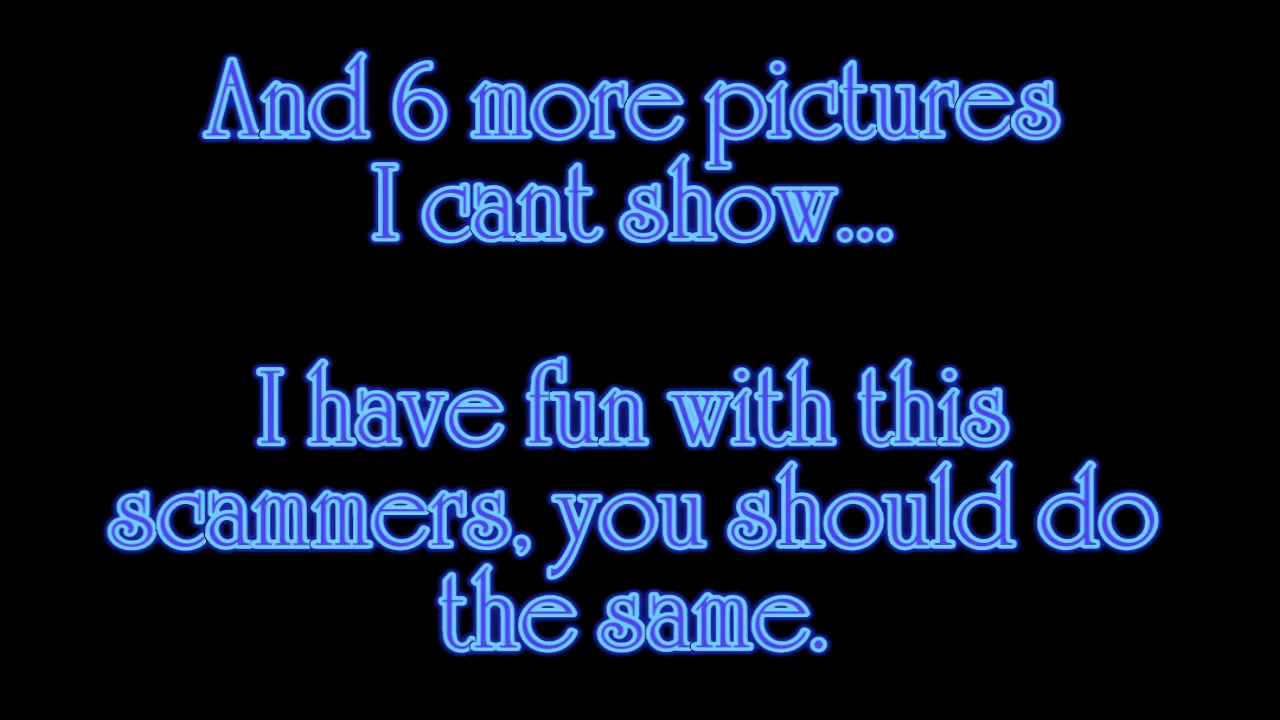 And 6 more pictures
I cant show...
I have fun with this
scammers, you should do
the same.